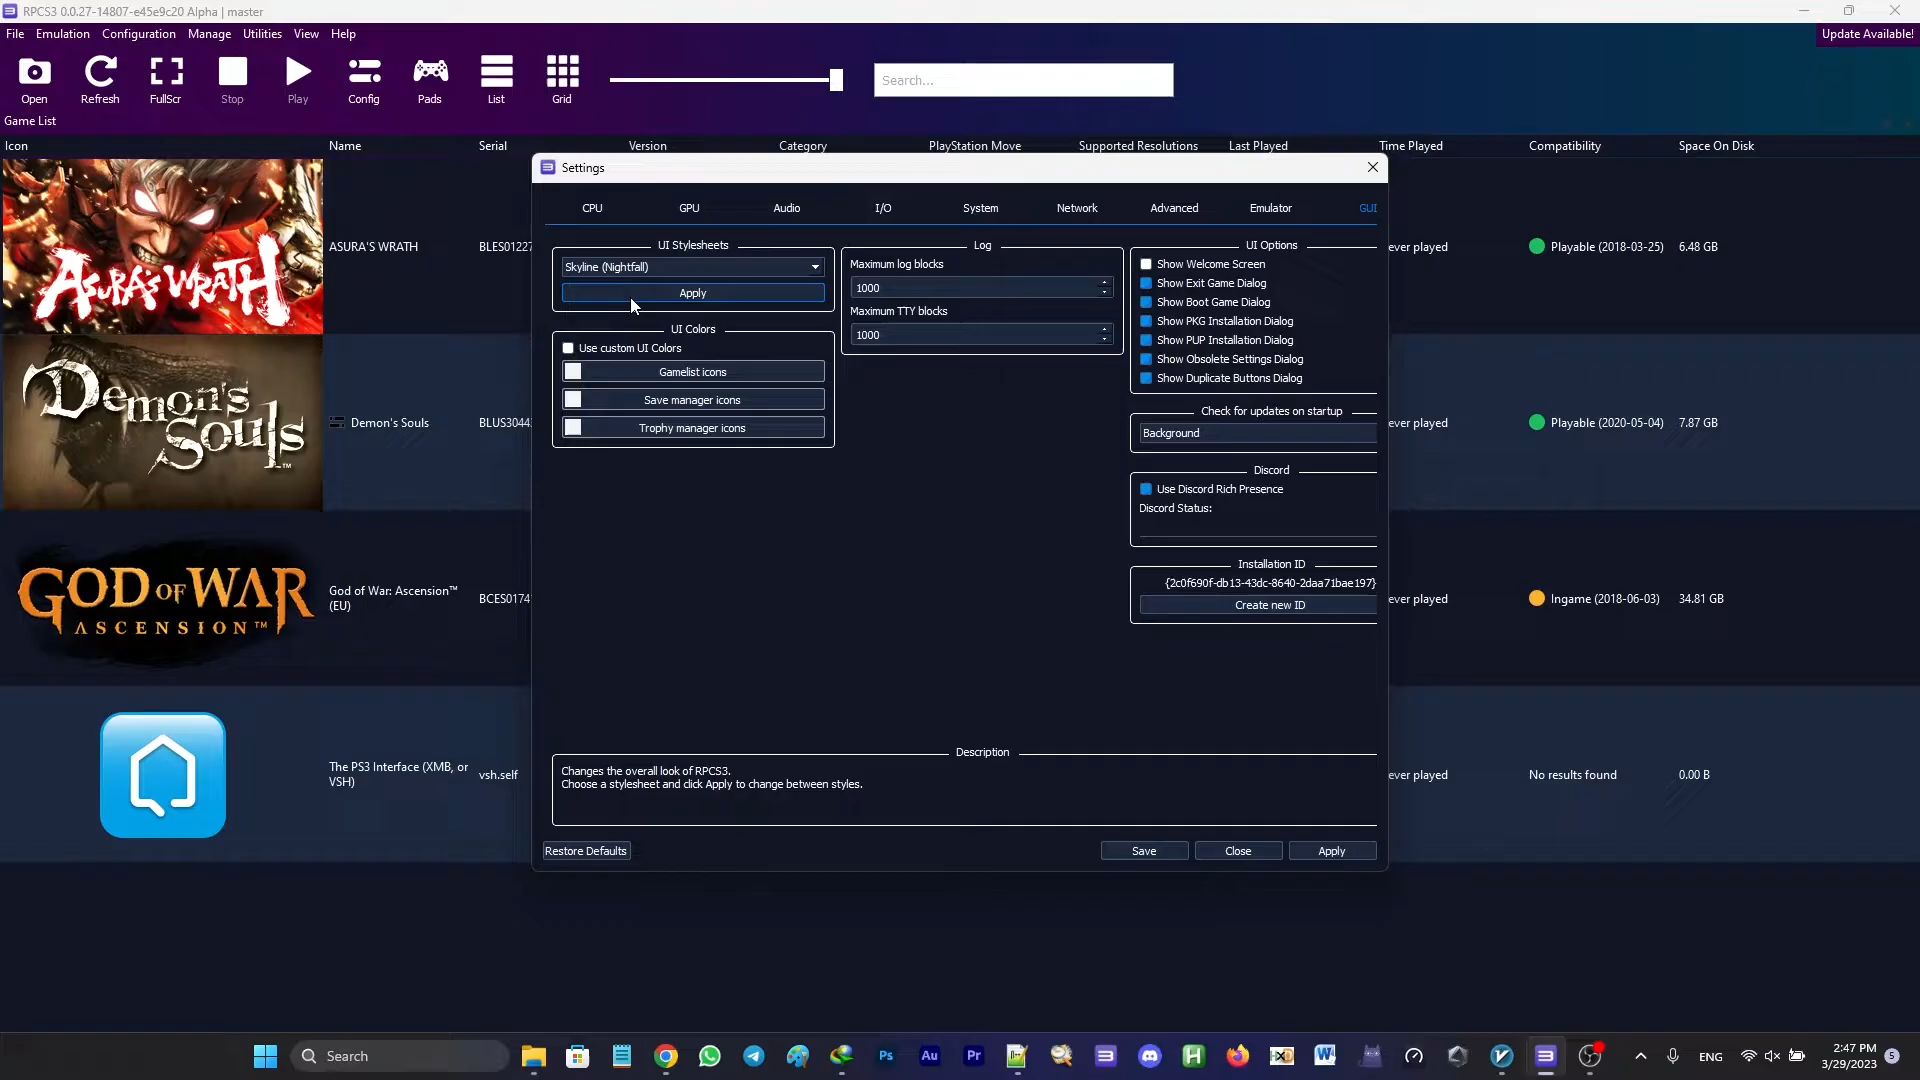 RPCS3 0.0.27-14807-e45e9c20 Alpha | master
File Emulation Configuration Manage Utilities View Help
Update Available!
Open Refresh FullScr Stop Play Config Pads List Grid
Search...
Game List
Icon Name Serial Version Category PlayStation Move Supported Resolutions Last Played Time Played Compatibility Space On Disk
Settings
CPU GPU Audio I/O System Network Advanced Emulator GUI
UI Stylesheets
Skyline (Nightfall)
Apply
UI Colors
Use custom UI Colors
Gamelist icons
Save manager icons
Trophy manager icons
Log
Maximum log blocks
1000
Maximum TTY blocks
1000
UI Options
Show Welcome Screen
Show Exit Game Dialog
Show Boot Game Dialog
Show PKG Installation Dialog
Show PUP Installation Dialog
Show Obsolete Settings Dialog
Show Duplicate Buttons Dialog
Check for updates on startup
Background
Discord
Use Discord Rich Presence
Discord Status:
Installation ID
{2c0f690f-db13-43dc-8640-2daa71bae197}
Create new ID
Description
Changes the overall look of RPCS3.
Choose a stylesheet and click Apply to change between styles.
Restore Defaults Save Close Apply
ASURA'S WRATH
ASURA'S WRATH BLES01227 ever played Playable (2018-03-25) 6.48 GB
Demon's
Souls™
Demon's Souls BLUS3044 ever played Playable (2020-05-04) 7.87 GB
GOD OF WAR
ASCENSION™
God of War: Ascension™
(EU)
BCES0174 ever played Ingame (2018-06-03) 34.81 GB
The PS3 Interface (XMB, or
VSH)
vsh.self ever played No results found 0.00 B
Search
Ps Au Pr
ENG
2:47 PM
3/29/2023
5